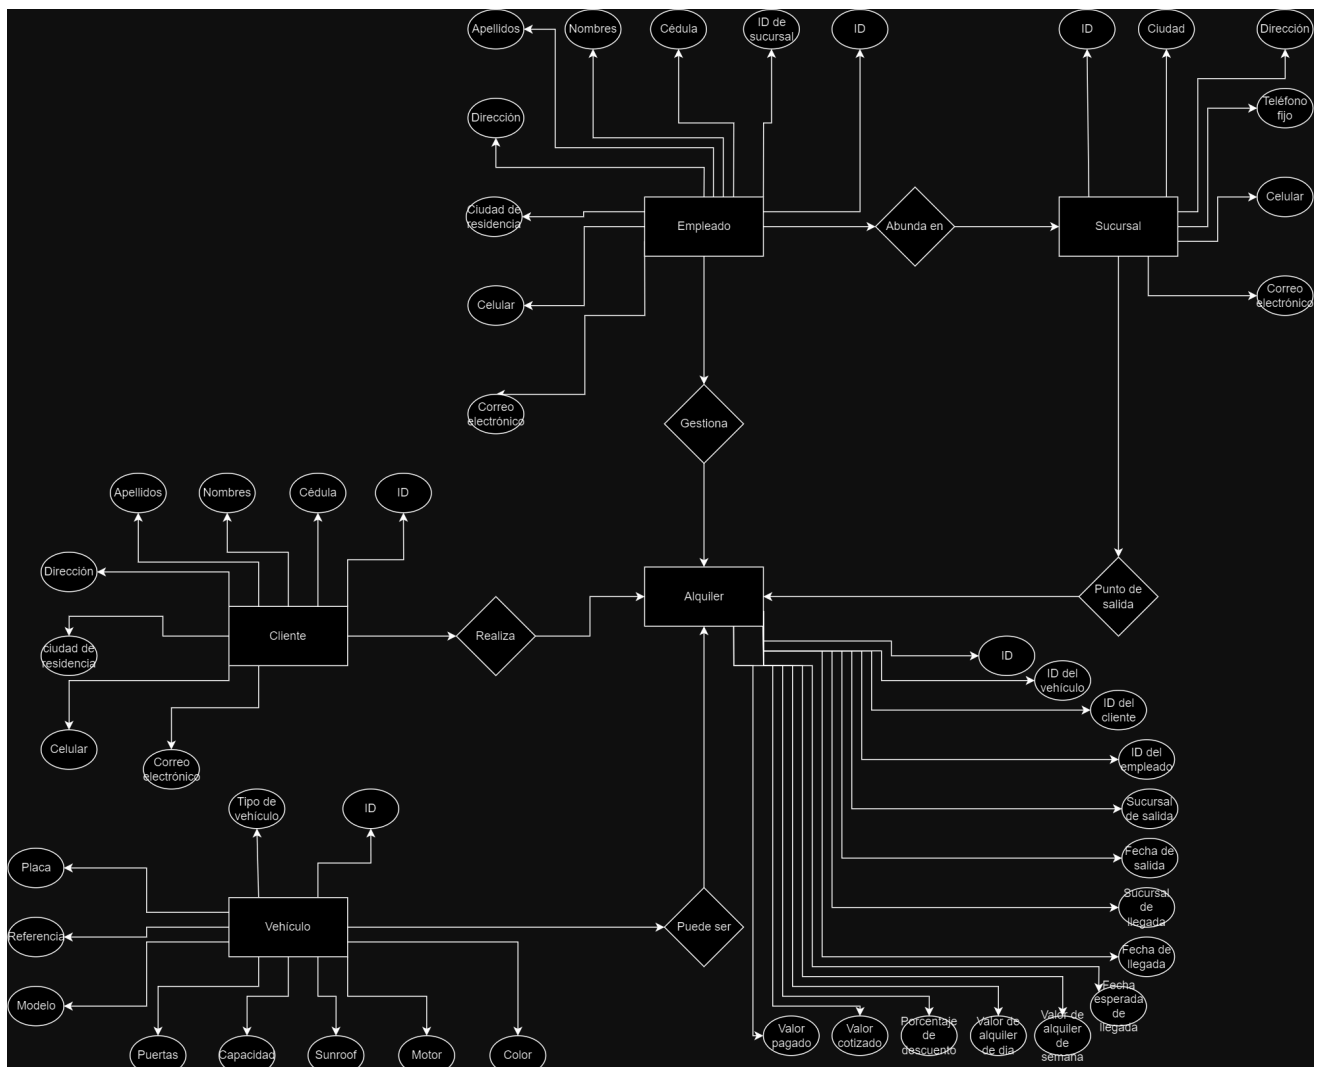 Apellidos
Nombres
Cédula
ID de
sucursal
ID
ID
Ciudad
Dirección
Teléfono
fijo
Dirección
Ciudad de
residencia
Empleado
Abunda en
Sucursal
Celular
Celular
Correo
electrónico
Correo
electrónico
Gestiona
Apellidos
Nombres
Cédula
ID
Dirección
Alquiler
Punto de
salida
Cliente
Realiza
ciudad de
residencia
ID
ID del
vehículo
ID del
cliente
Celular
Correo
electrónico
ID del
empleado
Tipo de
vehículo
ID
Sucursal
de salida
Placa
Fecha de
salida
Sucursal
de
llegada
Vehículo
Puede ser
Referencia
Fecha de
llegada
Modelo
Fecha
esperada
de
llegada
Puertas
Capacidad
Sunroof
Motor
Color
Valor
pagado
Valor
cotizado
Porcentaje
de
descuento
Valor de
alquiler
de dia
Valor de
alquiler
de
semana